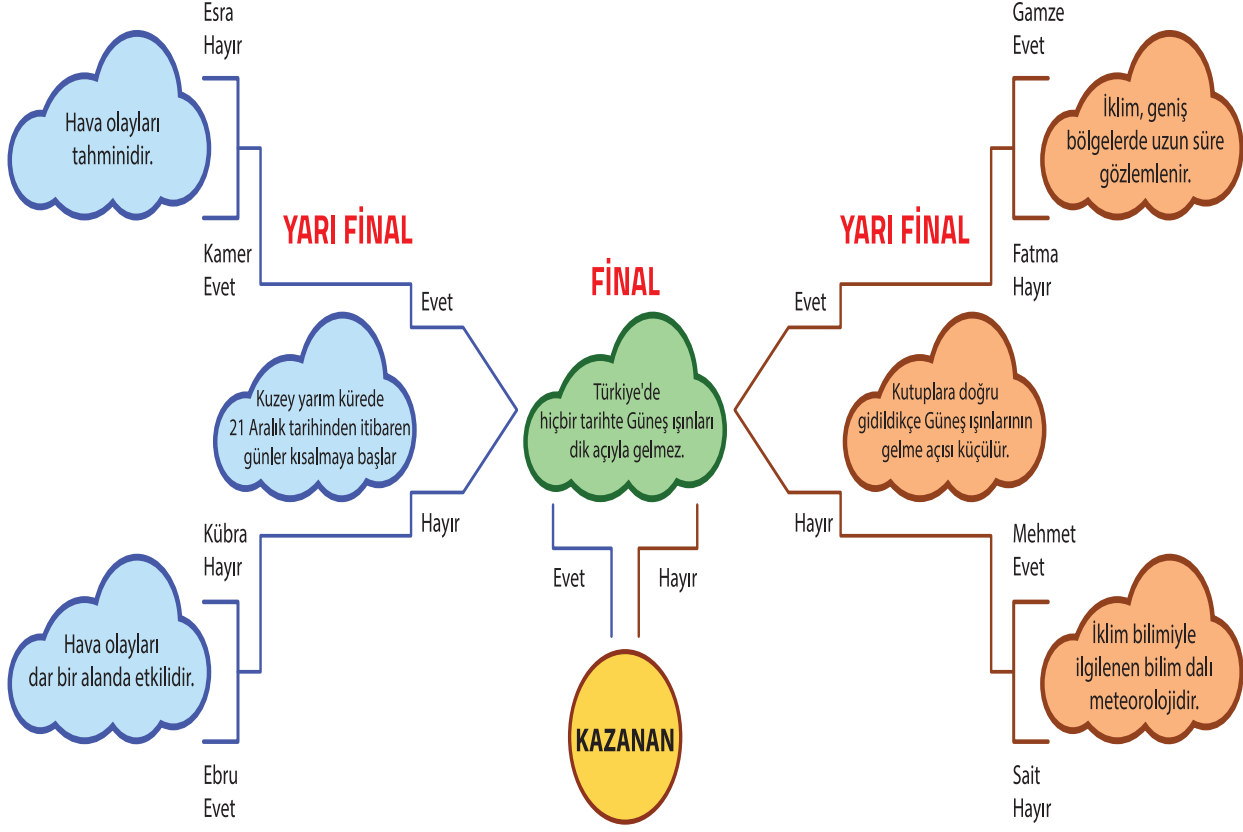 Esra
Hayır
Hava olayları
tahminidir.
Kamer
Evet
YARI FİNAL
Evet
Kuzey yarım kürede
21 Aralık tarihinden itibaren
günler kısalmaya başlar
Kübra
Hayır
Hayır
Hava olayları
dar bir alanda etkilidir.
Ebru
Evet
FİNAL
Türkiye'de
hiçbir tarihte Güneş ışınları
dik açıyla gelmez.
Evet
Hayır
KAZANAN
Gamze
Evet
İklim, geniş
bölgelerde uzun süre
gözlemlenir.
YARI FİNAL
Fatma
Hayır
Evet
Kutuplara doğru
gidildikçe Güneş ışınlarının
gelme açısı küçülür.
Hayır
Mehmet
Evet
İklim bilimiyle
ilgilenen bilim dalı
meteorolojidir.
Sait
Hayır